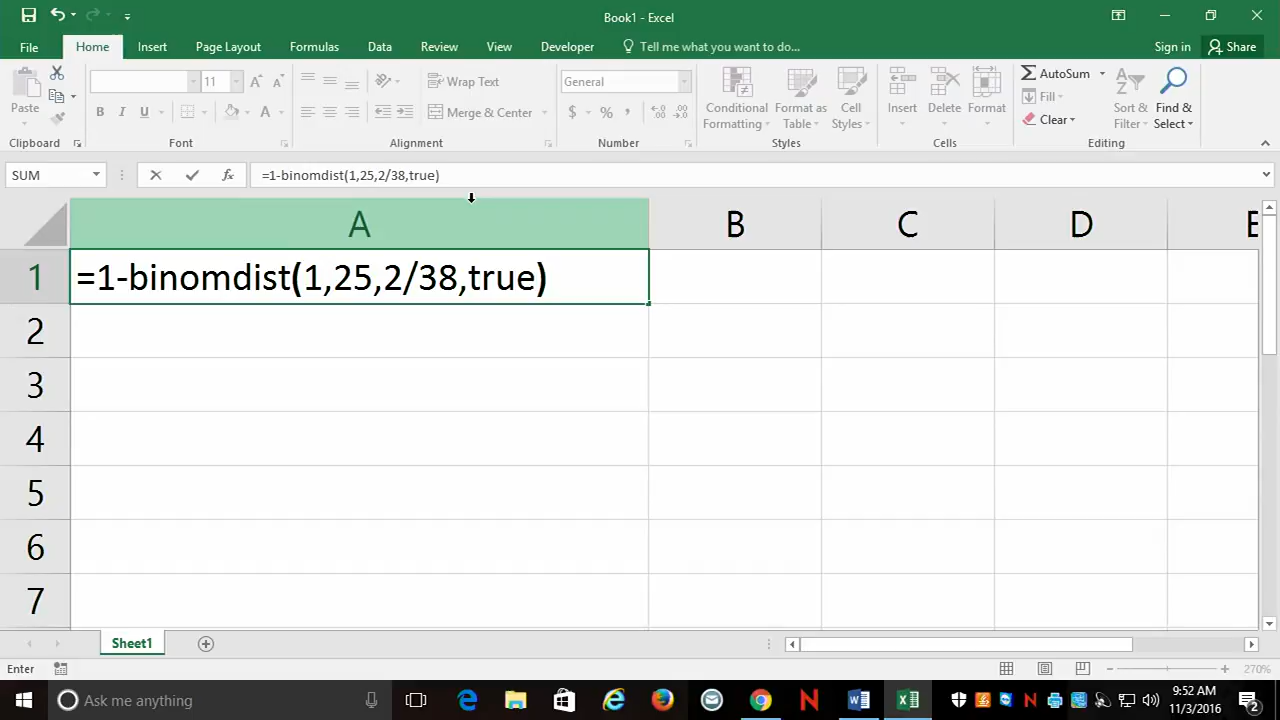 Book1 - Excel
File Home Insert Page Layout Formulas Data Review View Developer Tell me what you want to do... Sign in Share
Paste
11
B I U
Wrap Text
Merge & Center
General
$ % ,
Conditional Formatting
Format as Table
Cell Styles
Insert
Delete
Format
AutoSum
Fill
Clear
Sort & Filter
Find & Select
Clipboard Font Alignment Number Styles Cells Editing
SUM fx =1-binomdist(1,25,2/38,true)
A B C D E
1 =1-binomdist(1,25,2/38,true)
2
3
4
5
6
7
Sheet1
Enter 270%
Ask me anything
9:52 AM
11/3/2016
2